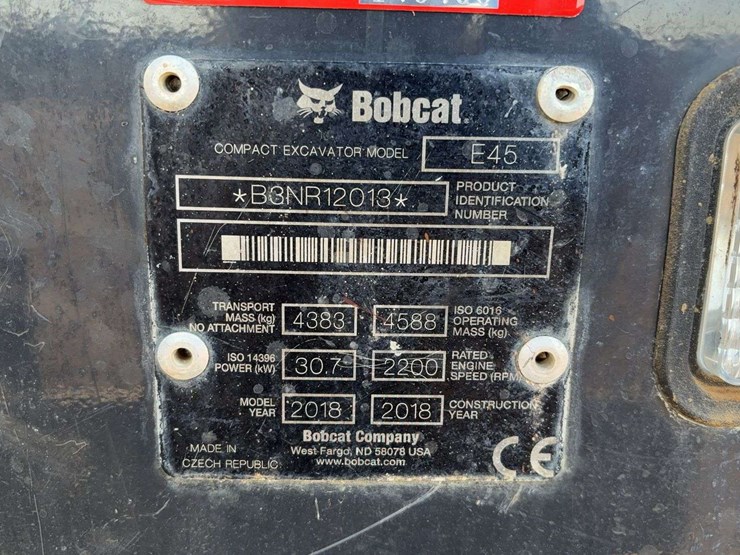 Bobcat.
COMPACT EXCAVATOR MODEL E45
*B3NR12013* PRODUCT IDENTIFICATION NUMBER
TRANSPORT MASS (kg) NO ATTACHMENT 4383 4588 ISO 6016 OPERATING MASS (kg)
ISO 14396 POWER (kW) 30.7 2200 RATED ENGINE SPEED (RPM)
MODEL YEAR 2018 2018 CONSTRUCTION YEAR
Bobcat Company
MADE IN West Fargo, ND 58078 USA
CZECH REPUBLIC www.bobcat.com
CE